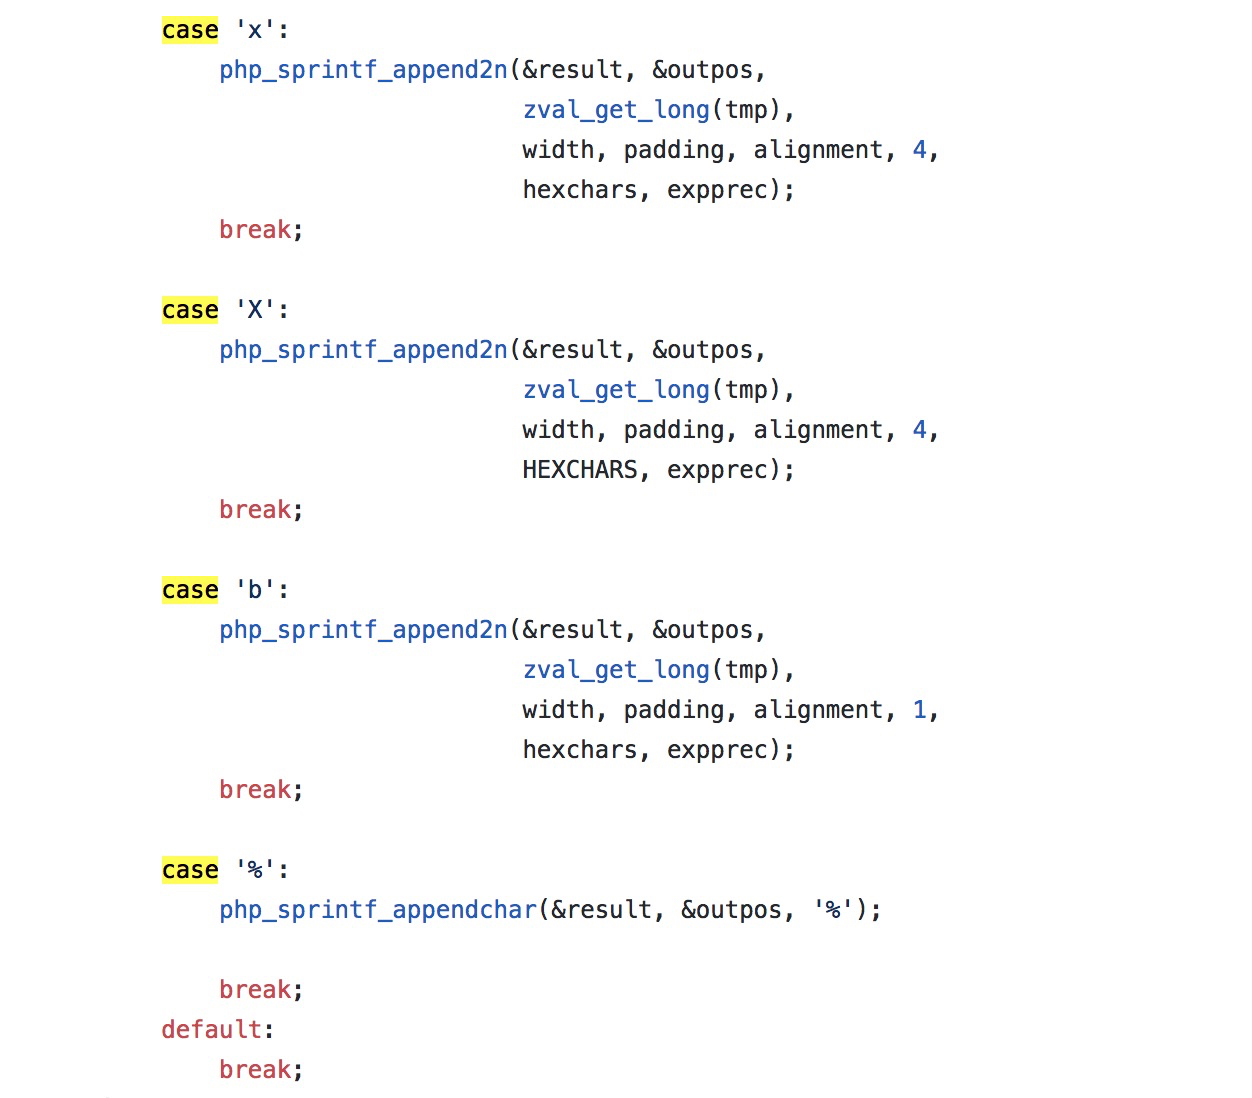 case 'x':
    php_sprintf_append2n(&result, &outpos,
                         zval_get_long(tmp),
                         width, padding, alignment, 4,
                         hexchars, expprec);
    break;

case 'X':
    php_sprintf_append2n(&result, &outpos,
                         zval_get_long(tmp),
                         width, padding, alignment, 4,
                         HEXCHARS, expprec);
    break;

case 'b':
    php_sprintf_append2n(&result, &outpos,
                         zval_get_long(tmp),
                         width, padding, alignment, 1,
                         hexchars, expprec);
    break;

case '%':
    php_sprintf_appendchar(&result, &outpos, '%');

    break;
default:
    break;